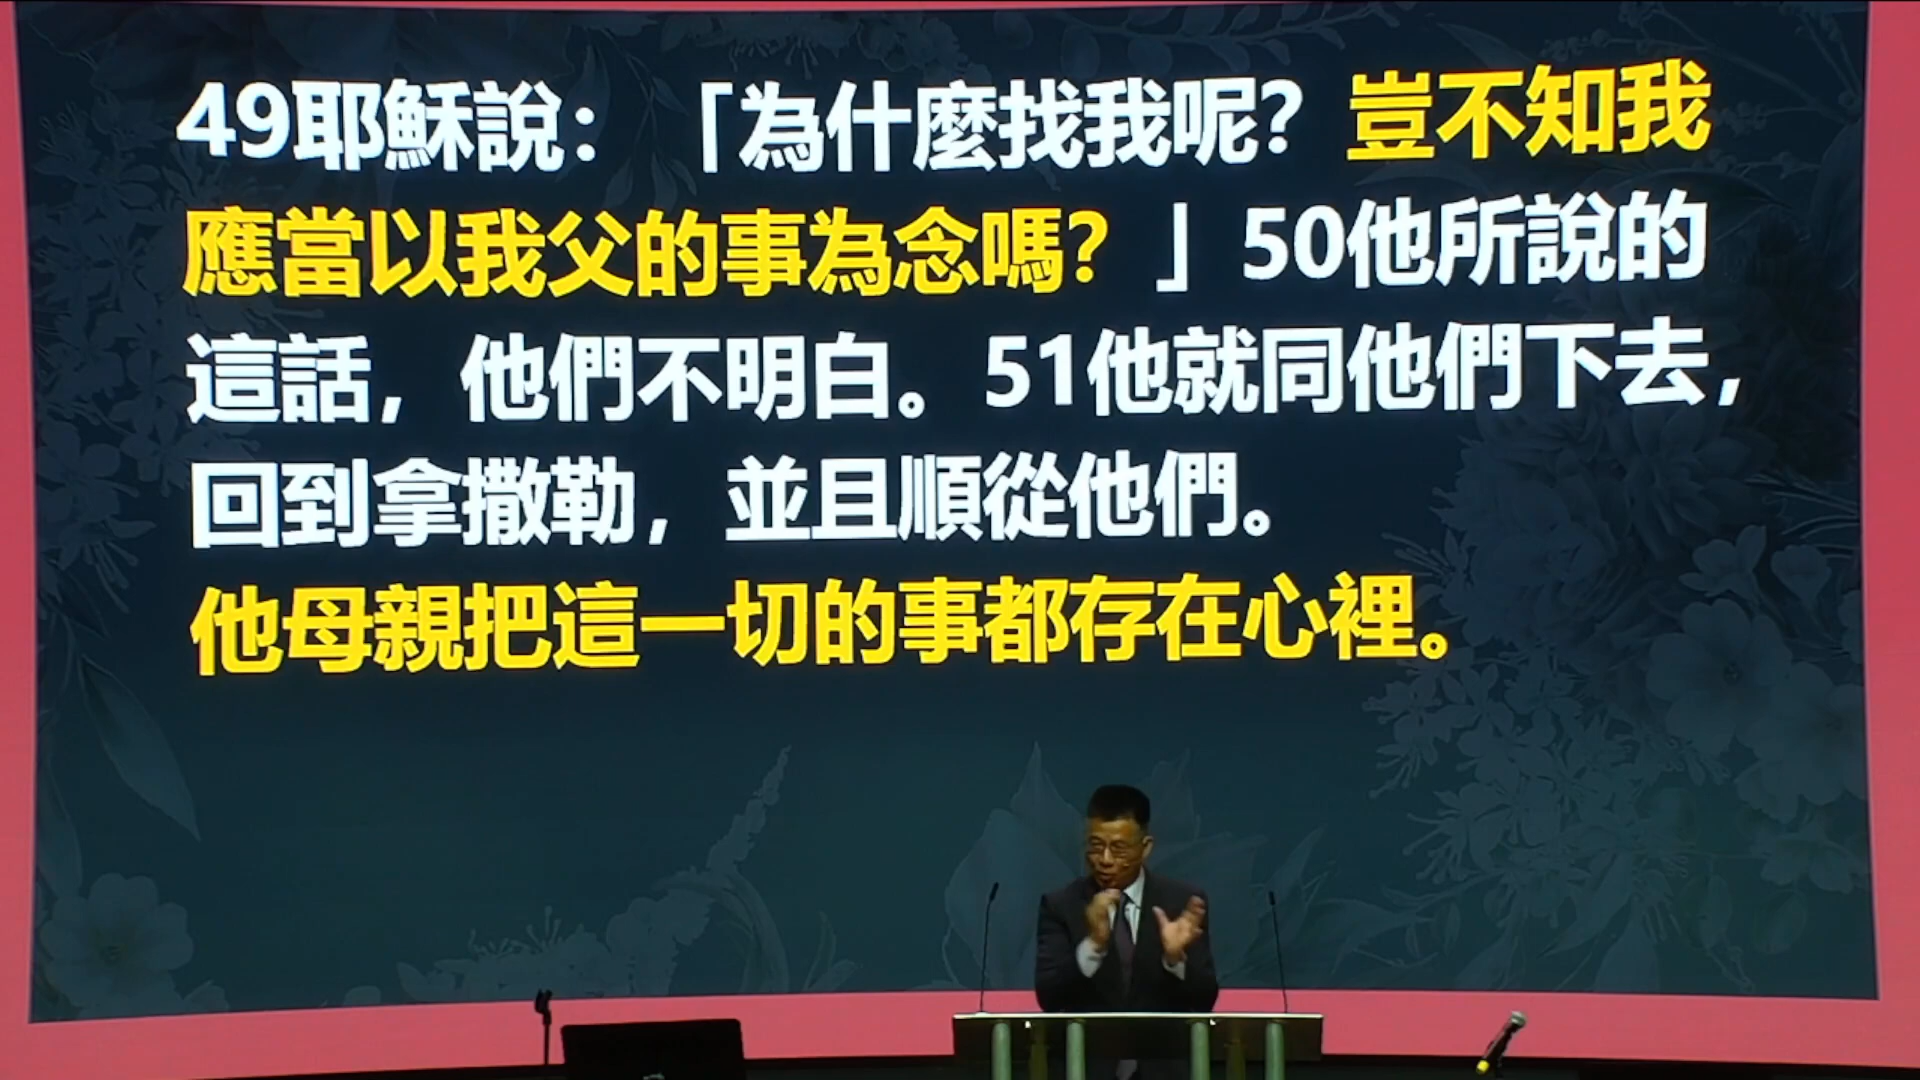 49耶穌說：「為什麼找我呢？豈不知我
應當以我父的事為念嗎？」50他所說的
這話，他們不明白。51他就同他們下去，
回到拿撒勒，並且順從他們。
他母親把這一切的事都存在心裡。